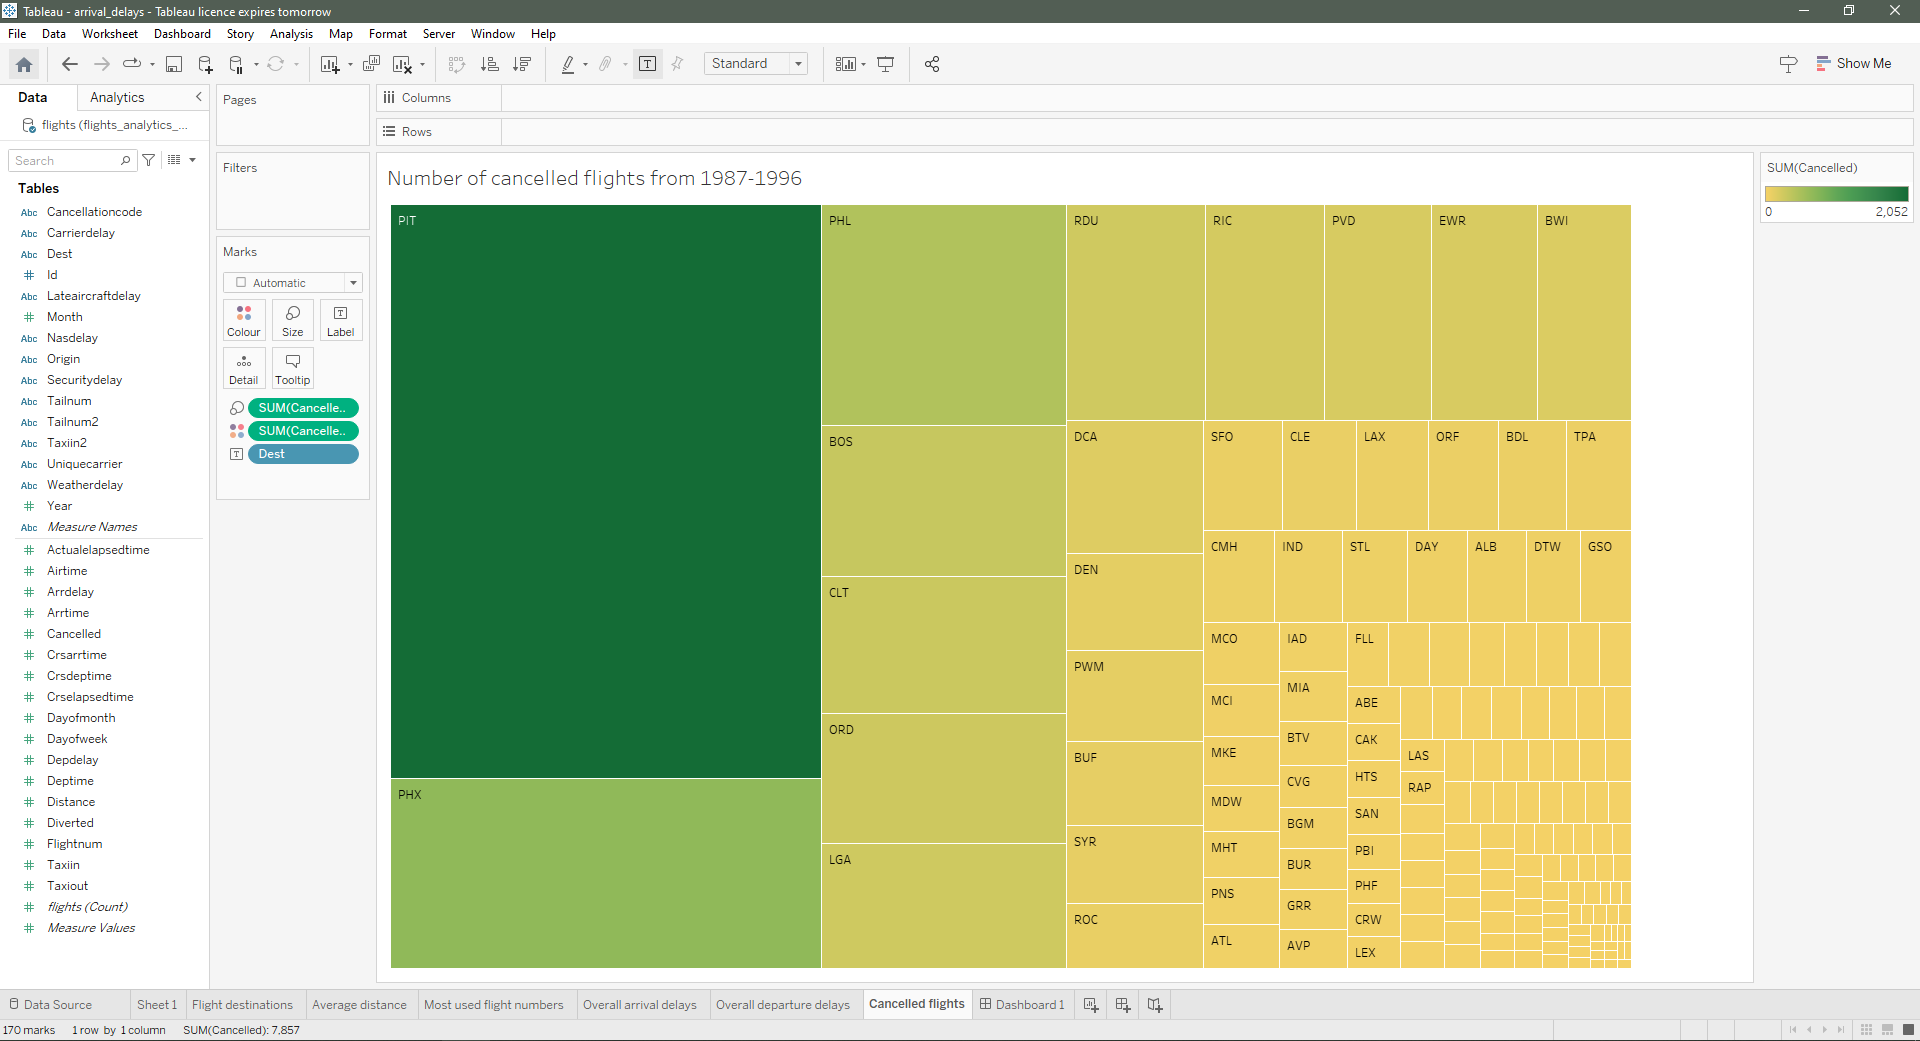 Tableau - arrival_delays - Tableau licence expires tomorrow
File Data Worksheet Dashboard Story Analysis Map Format Server Window Help
Standard
Show Me
Data Analytics
flights (flights_analytics_...
Search
Tables
Abc Cancellationcode
Abc Carrierdelay
Abc Dest
# Id
Abc Lateaircraftdelay
# Month
Abc Nasdelay
Abc Origin
Abc Securitydelay
Abc Tailnum
Abc Tailnum2
Abc Taxiin2
Abc Uniquecarrier
Abc Weatherdelay
# Year
Abc Measure Names
# Actualelapsedtime
# Airtime
# Arrdelay
# Arrtime
# Cancelled
# Crsarrtime
# Crsdeptime
# Crselapsedtime
# Dayofmonth
# Dayofweek
# Depdelay
# Deptime
# Distance
# Diverted
# Flightnum
# Taxiin
# Taxiout
# flights (Count)
# Measure Values
Pages
Filters
Marks
Automatic
Colour Size Label
Detail Tooltip
SUM(Cancelle..
SUM(Cancelle..
Dest
Columns
Rows
Number of cancelled flights from 1987-1996
PIT
PHX
PHL
BOS
CLT
ORD
LGA
RDU RIC PVD EWR BWI
DCA
DEN
PWM
BUF
SYR
ROC
SFO CLE LAX ORF BDL TPA
CMH IND STL DAY ALB DTW GSO
MCO
MCI
MKE
MDW
MHT
PNS
ATL
IAD
MIA
BTV
CVG
BGM
BUR
GRR
AVP
FLL
ABE
CAK
HTS
SAN
PBI
PHF
CRW
LEX
LAS
RAP
SUM(Cancelled)
0 2,052
Data Source Sheet 1 Flight destinations Average distance Most used flight numbers Overall arrival delays Overall departure delays Cancelled flights Dashboard 1
170 marks 1 row by 1 column SUM(Cancelled): 7,857